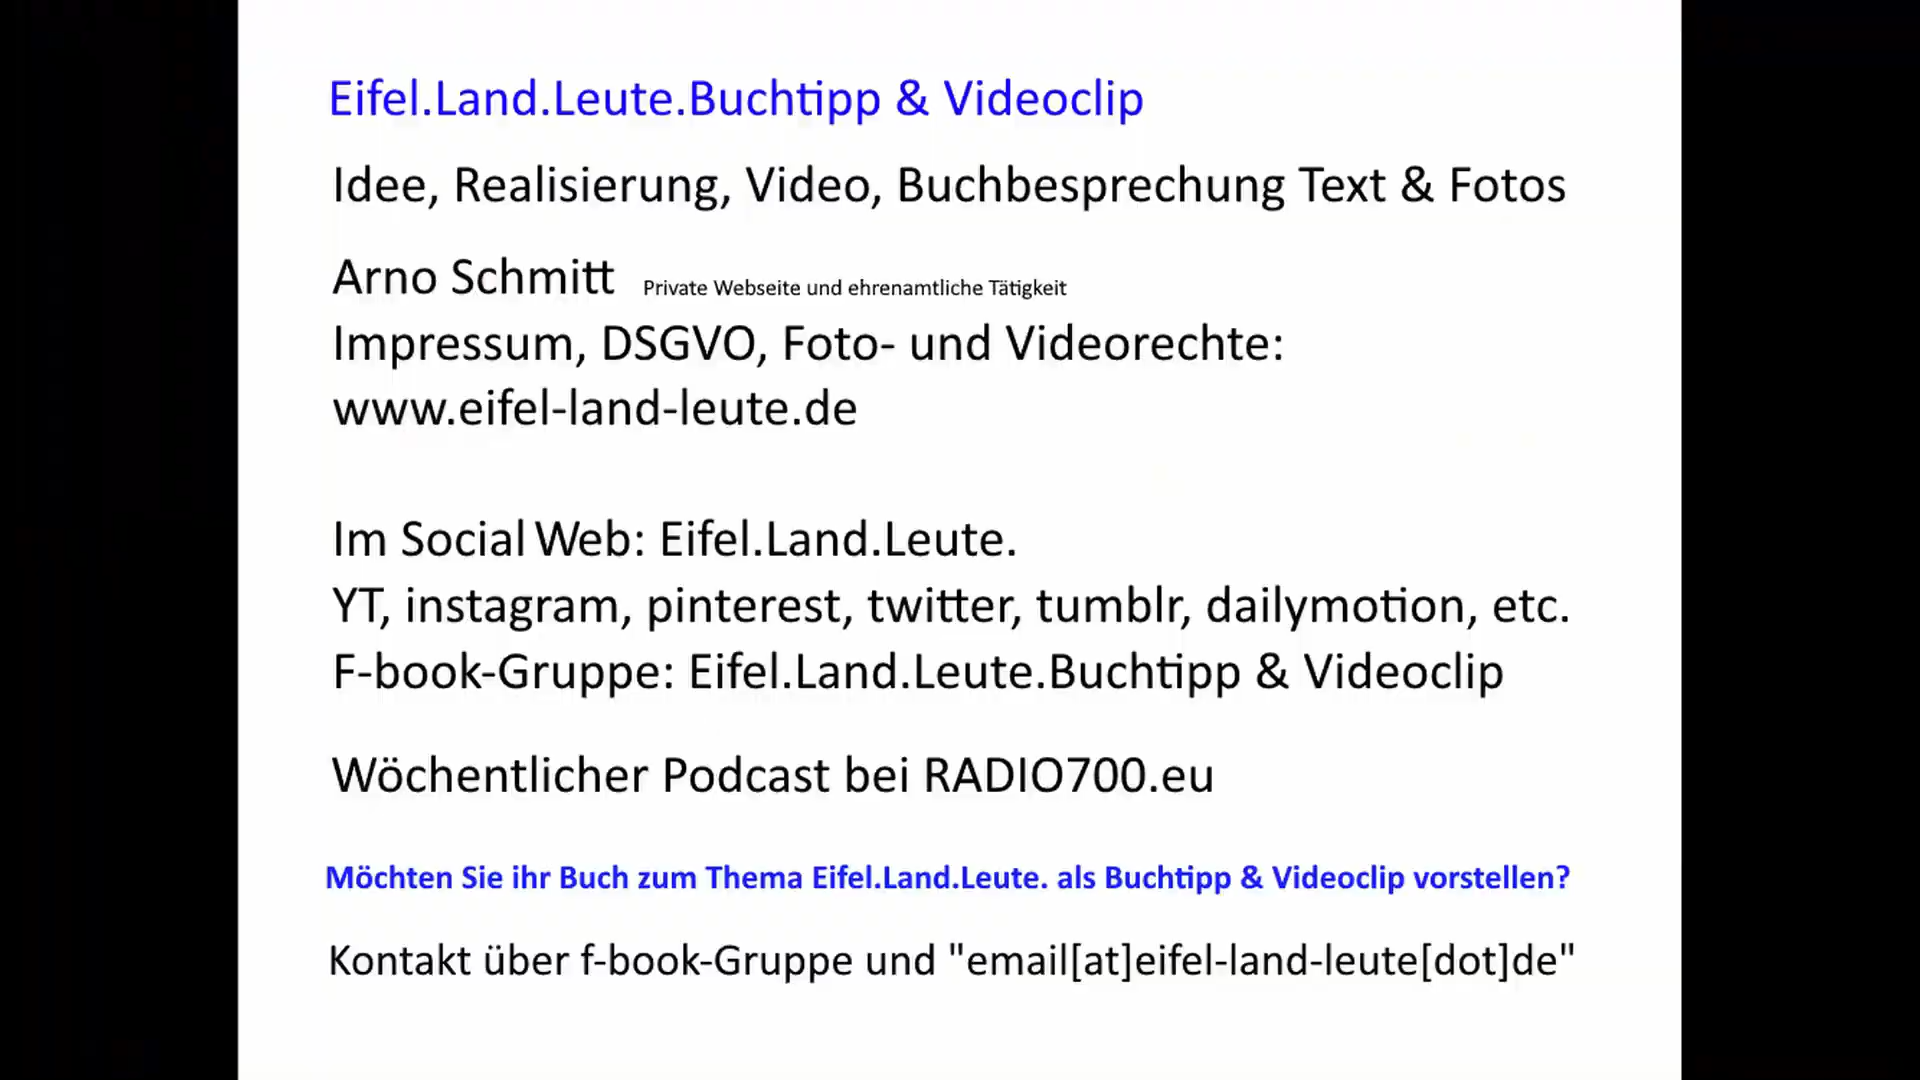 Eifel.Land.Leute.Buchtipp & Videoclip
Idee, Realisierung, Video, Buchbesprechung Text & Fotos
Arno Schmitt Private Webseite und ehrenamtliche Tätigkeit
Impressum, DSGVO, Foto- und Videorechte:
www.eifel-land-leute.de
Im Social Web: Eifel.Land.Leute.
YT, instagram, pinterest, twitter, tumblr, dailymotion, etc.
F-book-Gruppe: Eifel.Land.Leute.Buchtipp & Videoclip
Wöchentlicher Podcast bei RADIO700.eu
Möchten Sie ihr Buch zum Thema Eifel.Land.Leute. als Buchtipp & Videoclip vorstellen?
Kontakt über f-book-Gruppe und "email[at]eifel-land-leute[dot]de"